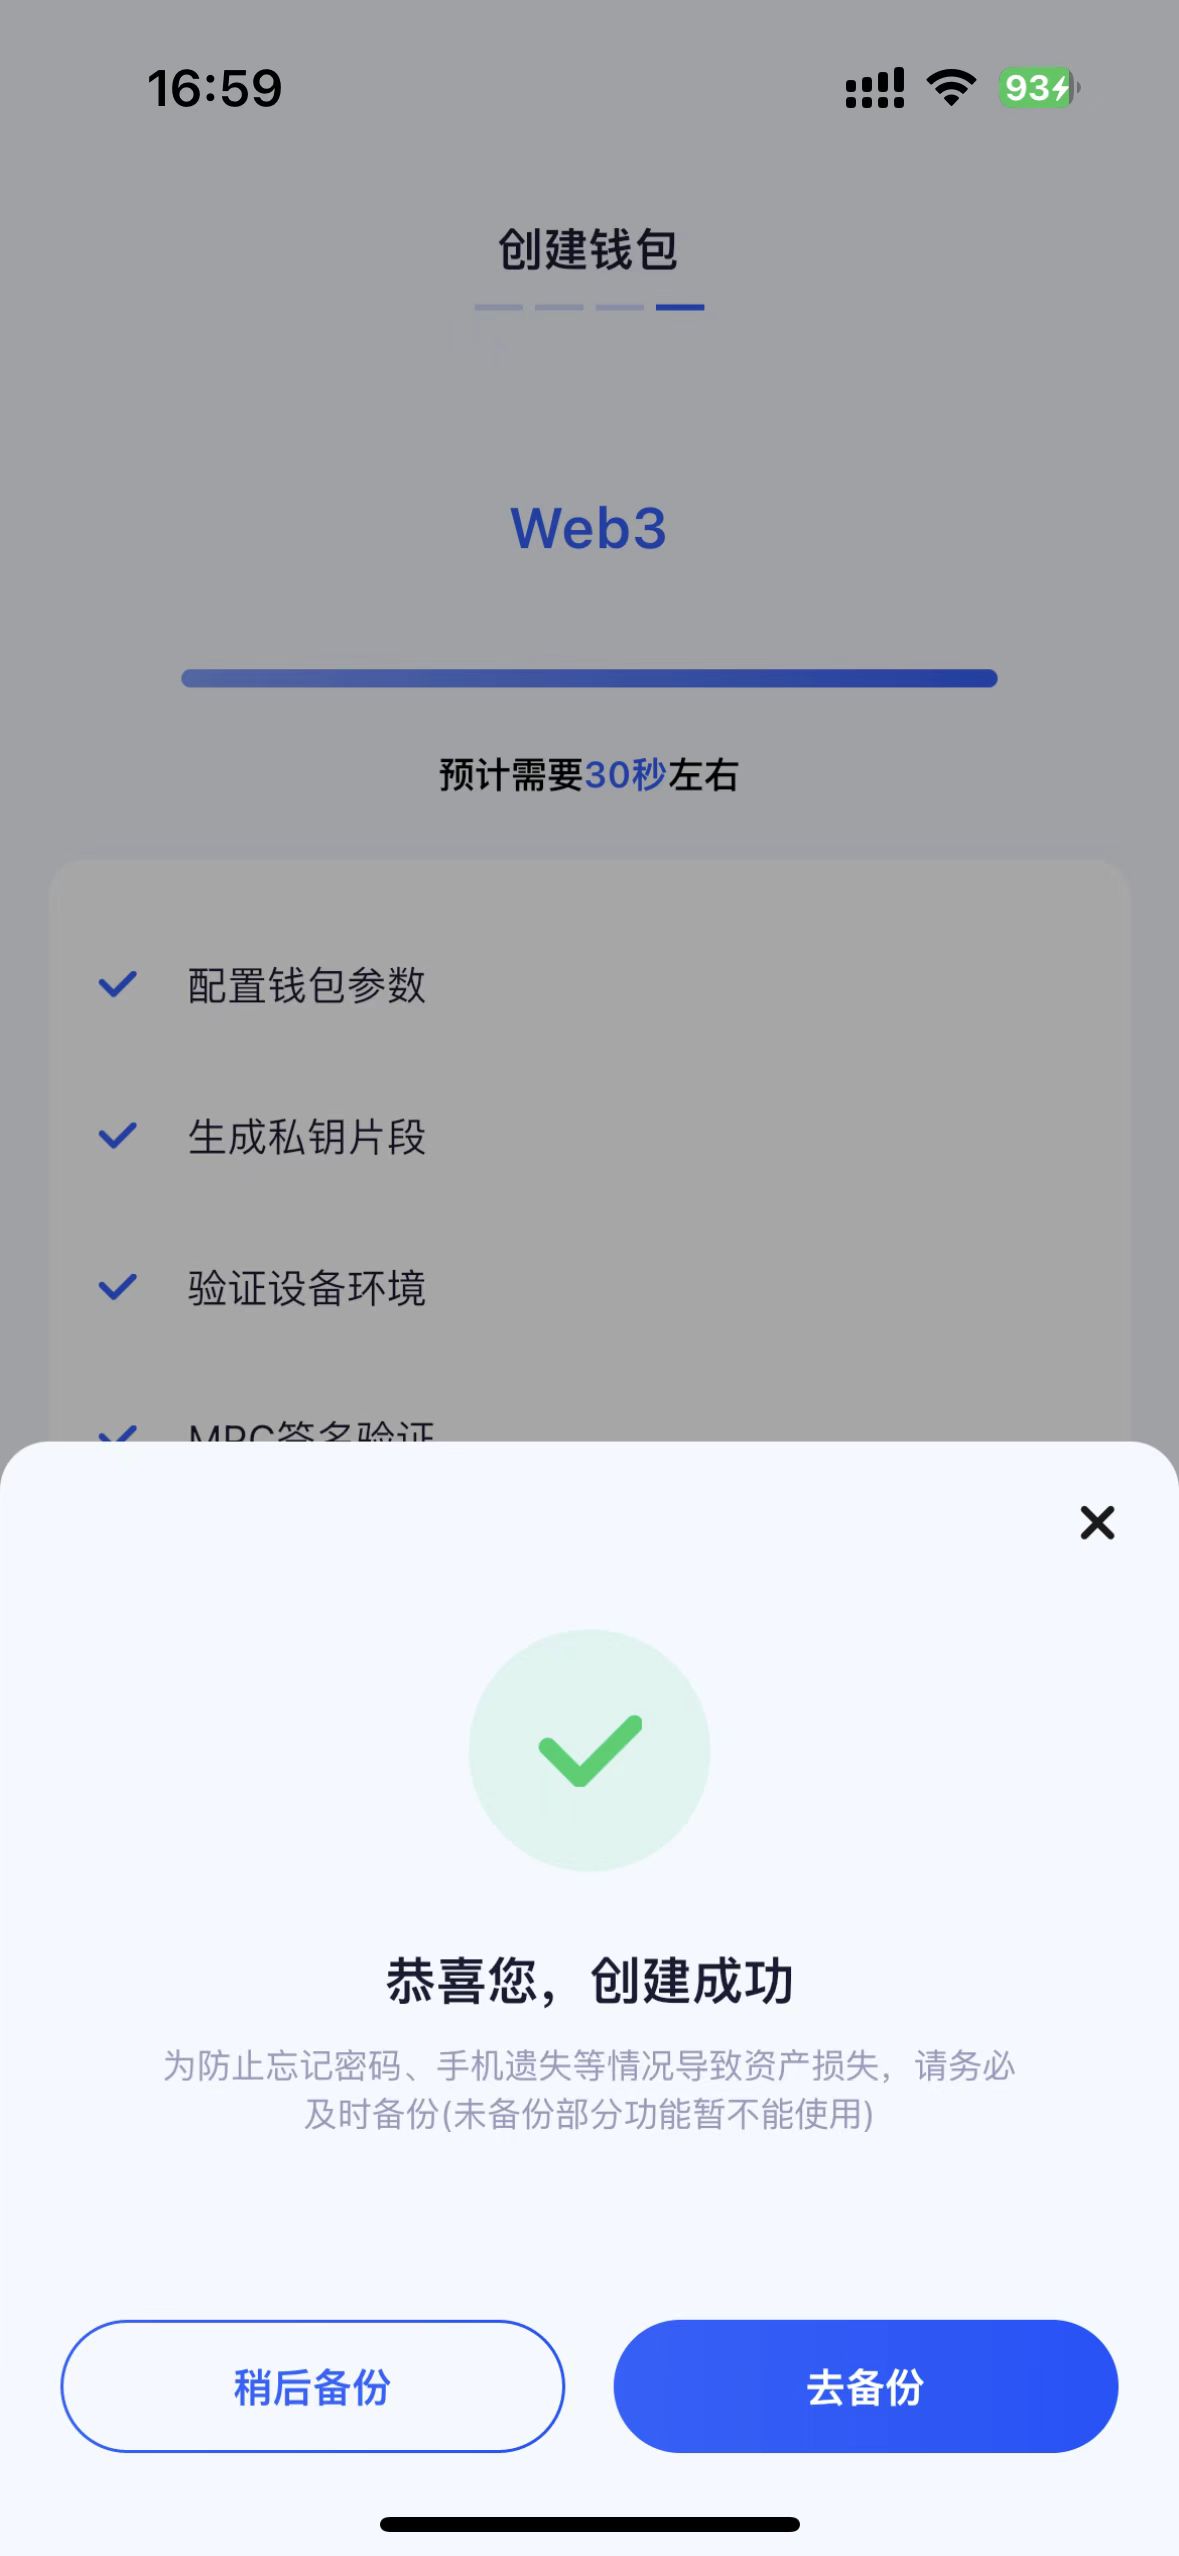 16:59
93
创建钱包
Web3
预计需要30秒左右
配置钱包参数
生成私钥片段
验证设备环境
MPC签名验证
恭喜您，创建成功
为防止忘记密码、手机遗失等情况导致资产损失，请务必
及时备份(未备份部分功能暂不能使用)
稍后备份
去备份